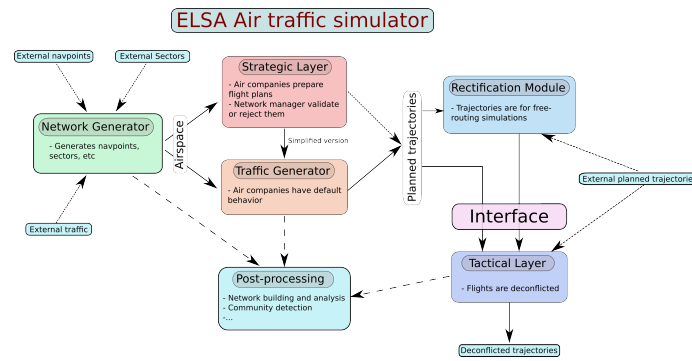 ELSA Air traffic simulator
External navpoints
External Sectors
Strategic Layer
- Air companies prepare
flight plans
- Network manager validate
or reject them
Rectification Module
- Trajectories are for free-
routing simulations
Network Generator
- Generates navpoints,
sectors, etc
Airspace
Simplified version
Planned trajectories
Traffic Generator
- Air companies have default
behavior
External planned trajectories
Interface
External traffic
Tactical Layer
- Flights are deconflicted
Post-processing
- Network building and analysis
- Community detection
-...
Deconflicted trajectories